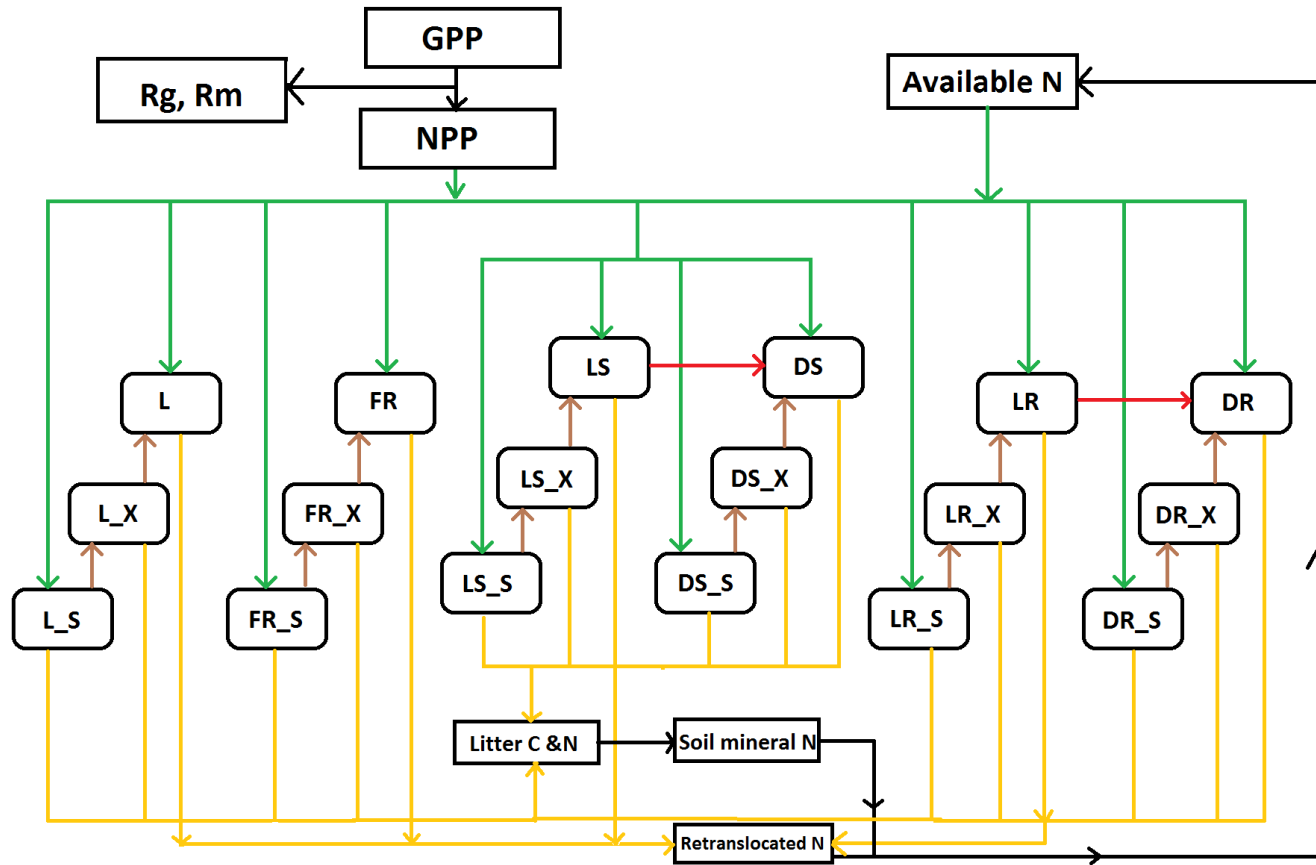 GPP
Rg, Rm
Available N
NPP
LS
DS
L
FR
LR
DR
LS_X
DS_X
L_X
FR_X
LR_X
DR_X
LS_S
DS_S
L_S
FR_S
LR_S
DR_S
Litter C &N
Soil mineral N
Retranslocated N